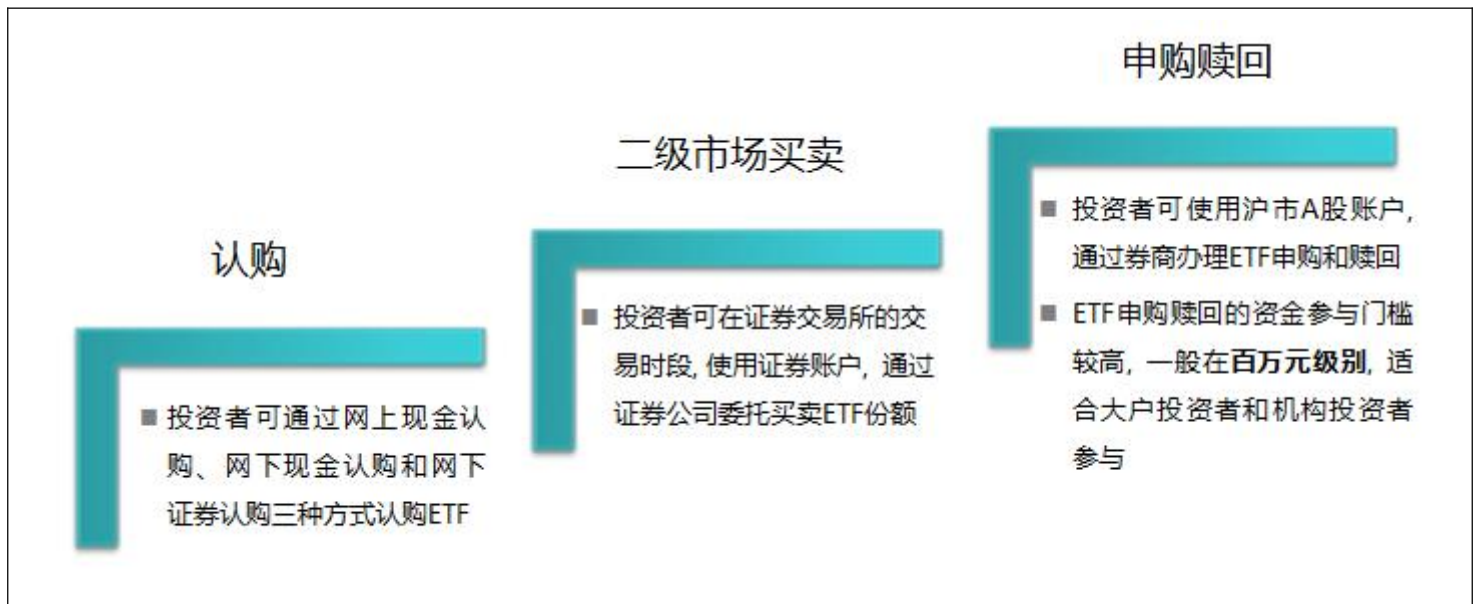 认购
投资者可通过网上现金认
购、网下现金认购和网下
证券认购三种方式认购ETF
二级市场买卖
投资者可在证券交易所的交
易时段, 使用证券账户, 通过
证券公司委托买卖ETF份额
申购赎回
投资者可使用沪市A股账户,
通过券商办理ETF申购和赎回
ETF申购赎回的资金参与门槛
较高, 一般在百万元级别, 适
合大户投资者和机构投资者
参与